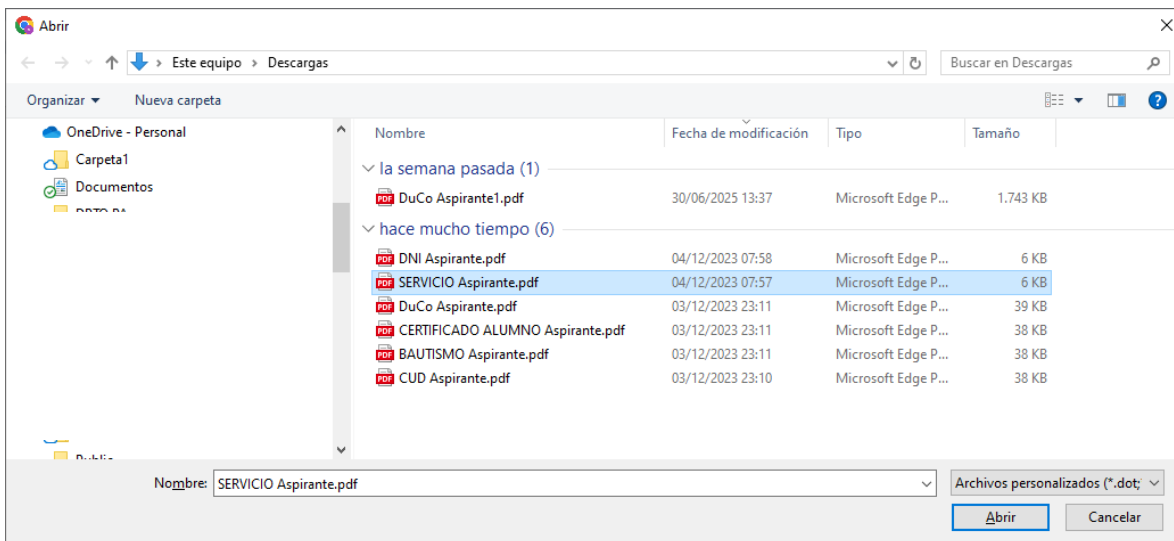 Abrir
Este equipo > Descargas
Buscar en Descargas
Organizar
Nueva carpeta
OneDrive - Personal
Carpeta1
Documentos
Nombre Fecha de modificación Tipo Tamaño
la semana pasada (1)
DuCo Aspirante1.pdf 30/06/2025 13:37 Microsoft Edge P... 1.743 KB
hace mucho tiempo (6)
DNI Aspirante.pdf 04/12/2023 07:58 Microsoft Edge P... 6 KB
SERVICIO Aspirante.pdf 04/12/2023 07:57 Microsoft Edge P... 6 KB
DuCo Aspirante.pdf 03/12/2023 23:11 Microsoft Edge P... 39 KB
CERTIFICADO ALUMNO Aspirante.pdf 03/12/2023 23:11 Microsoft Edge P... 38 KB
BAUTISMO Aspirante.pdf 03/12/2023 23:11 Microsoft Edge P... 38 KB
CUD Aspirante.pdf 03/12/2023 23:10 Microsoft Edge P... 38 KB
Nombre: SERVICIO Aspirante.pdf
Archivos personalizados (*.dot;
Abrir
Cancelar